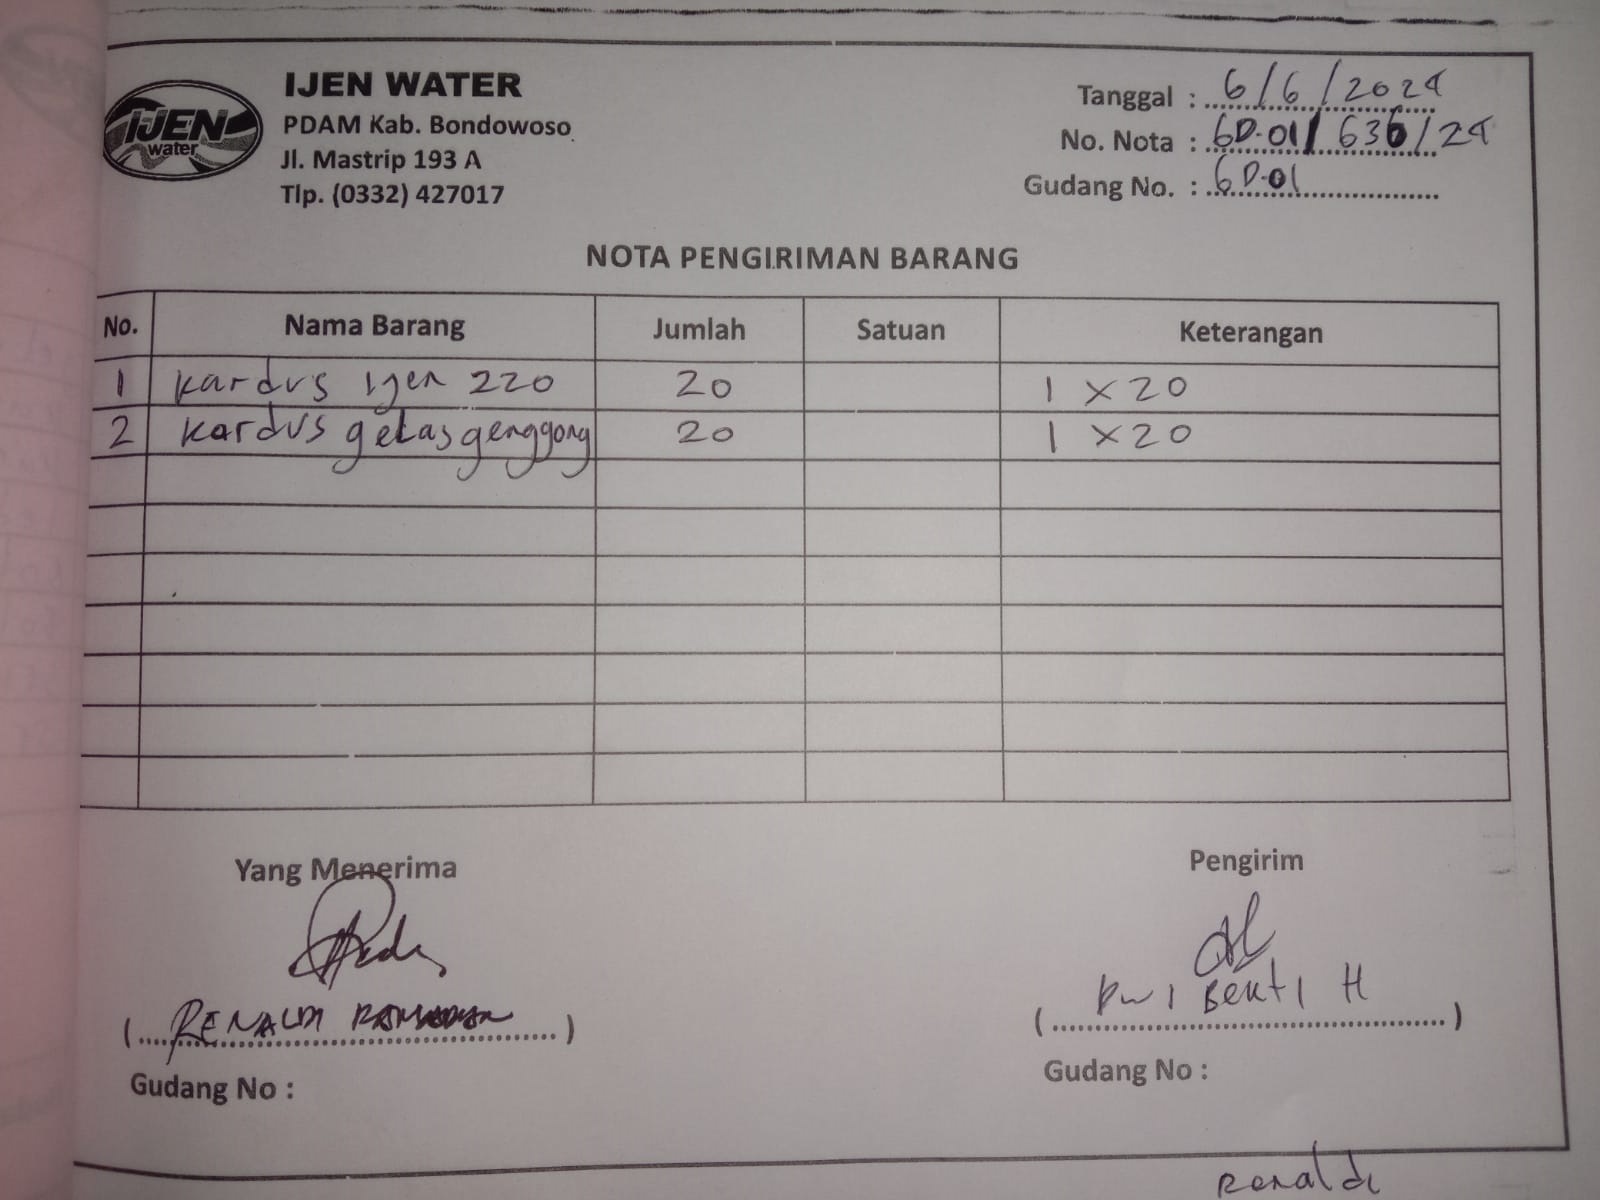 IJEN
water
IJEN WATER
PDAM Kab. Bondowoso
Jl. Mastrip 193 A
Tlp. (0332) 427017
Tanggal : 6/6/2024
No. Nota : GD-01/636/24
Gudang No. : GD-01
NOTA PENGIRIMAN BARANG
No. Nama Barang Jumlah Satuan Keterangan
1 kardus ijen 220 20 1 x 20
2 kardus gelas genggong 20 1 x 20
Yang Menerima Pengirim
(RENALDI RAMADHAN) (Dwi Bekti H)
Gudang No : Gudang No :
Renaldi